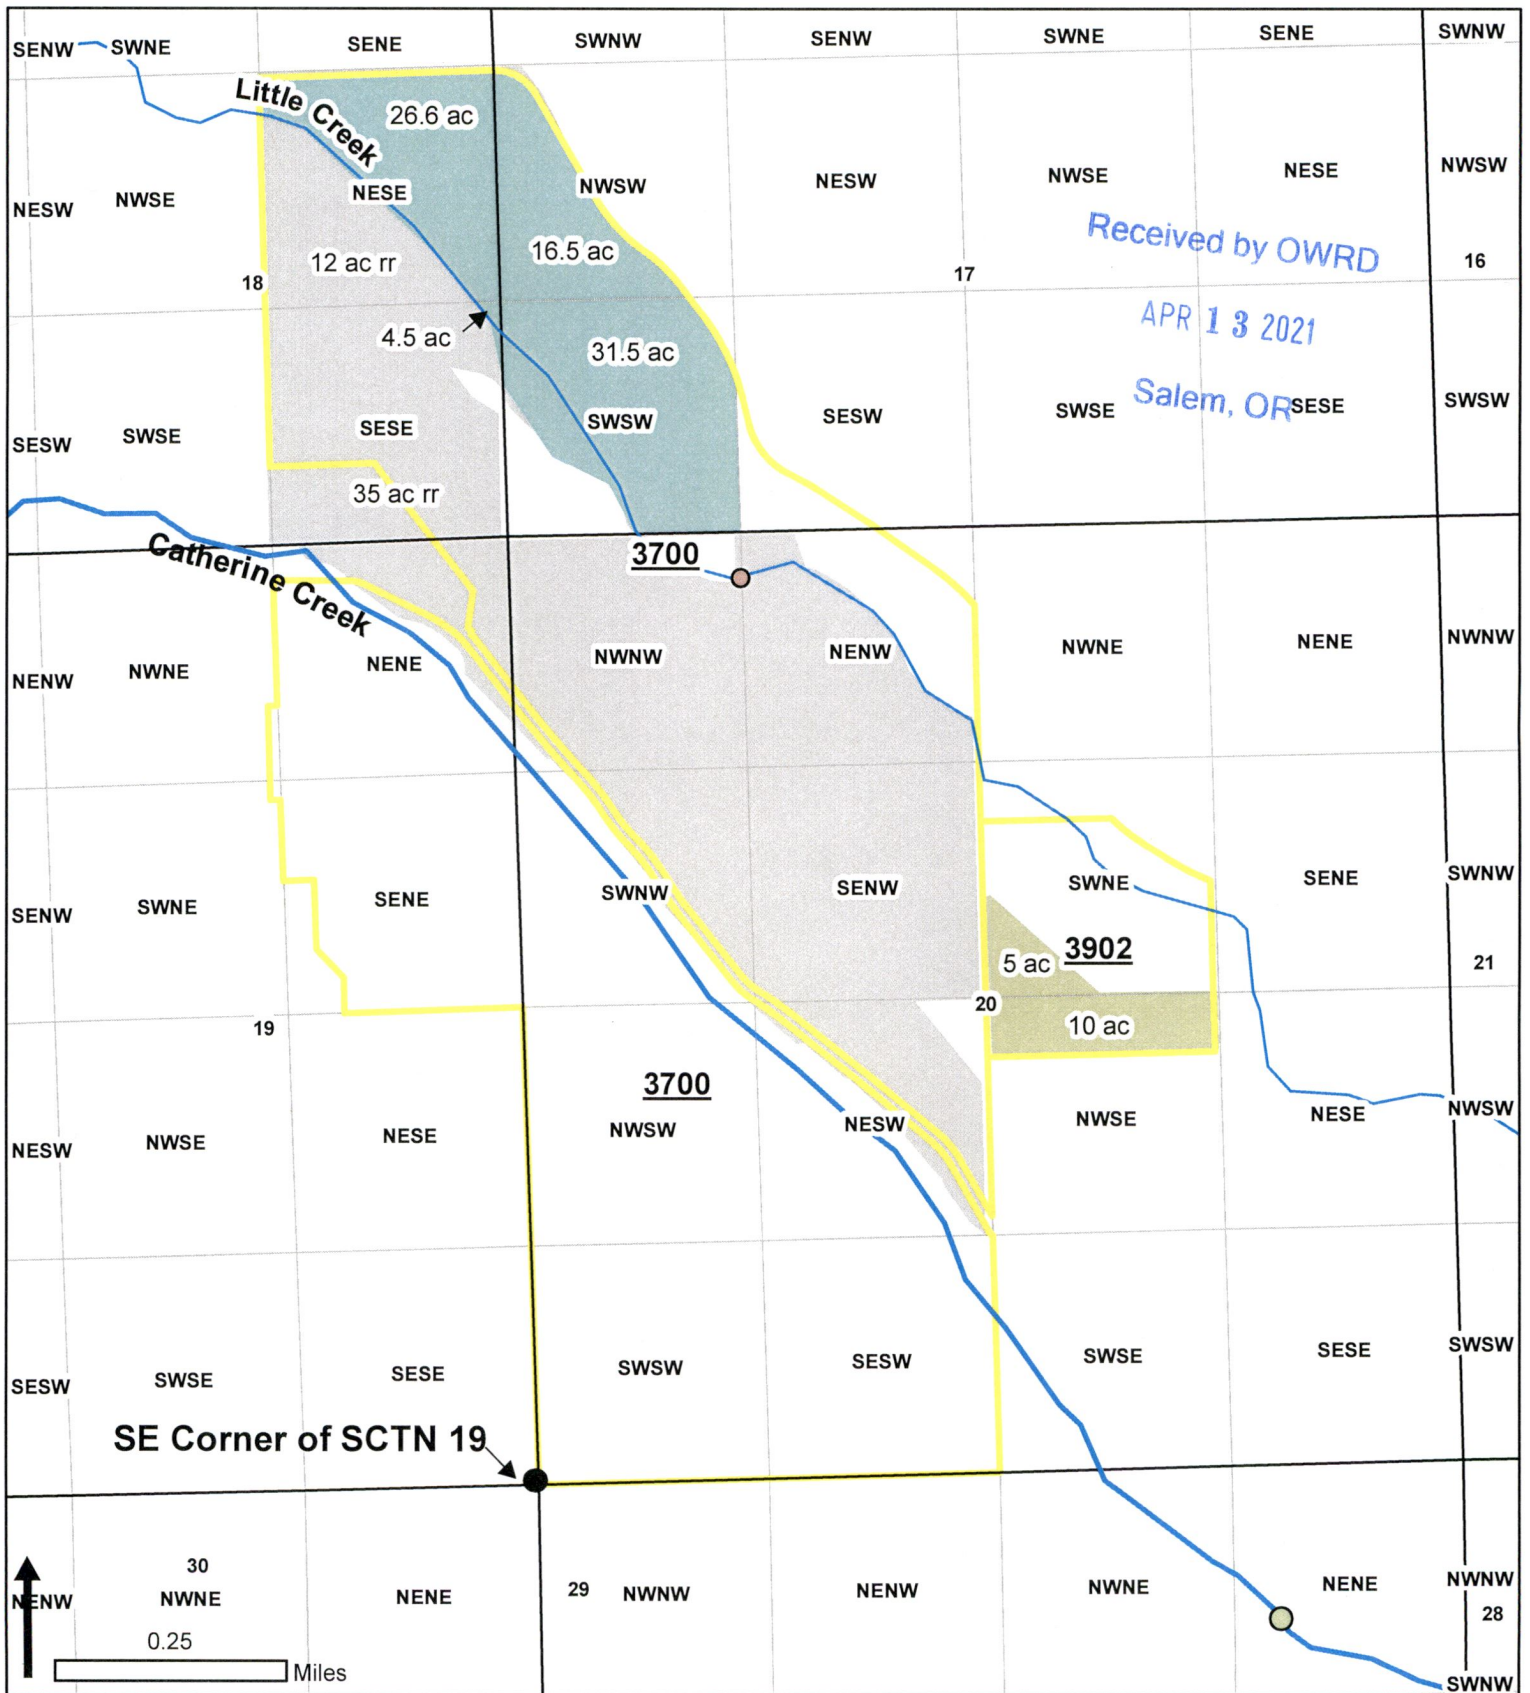 SENW SWNE SENE SWNW SENW SWNE SENE SWNW
Little Creek
26.6 ac
NESW NWSE NESE NWSW NESW NWSE NESE NWSW
12 ac rr
16.5 ac
Received by OWRD
18
17
16
APR 13 2021
4.5 ac
31.5 ac
Salem, OR
SESW SWSE SESE SWSW SESW SWSE SESE SWSW
35 ac rr
Catherine Creek
3700
NENW NWNE NENE NWNW NENW NWNE NENE NWNW
SENW SWNE SENE SWNW SENW SWNE SENE SWNW
5 ac
3902
21
19
20
10 ac
3700
NESW NWSE NESE NWSW NESW NWSE NESE NWSW
SESW SWSE SESE SWSW SESW SWSE SESE SWSW
SE Corner of SCTN 19
30
29
28
NENW NWNE NENE NWNW NENW NWNE NENE NWNW
0.25
Miles
SWNW